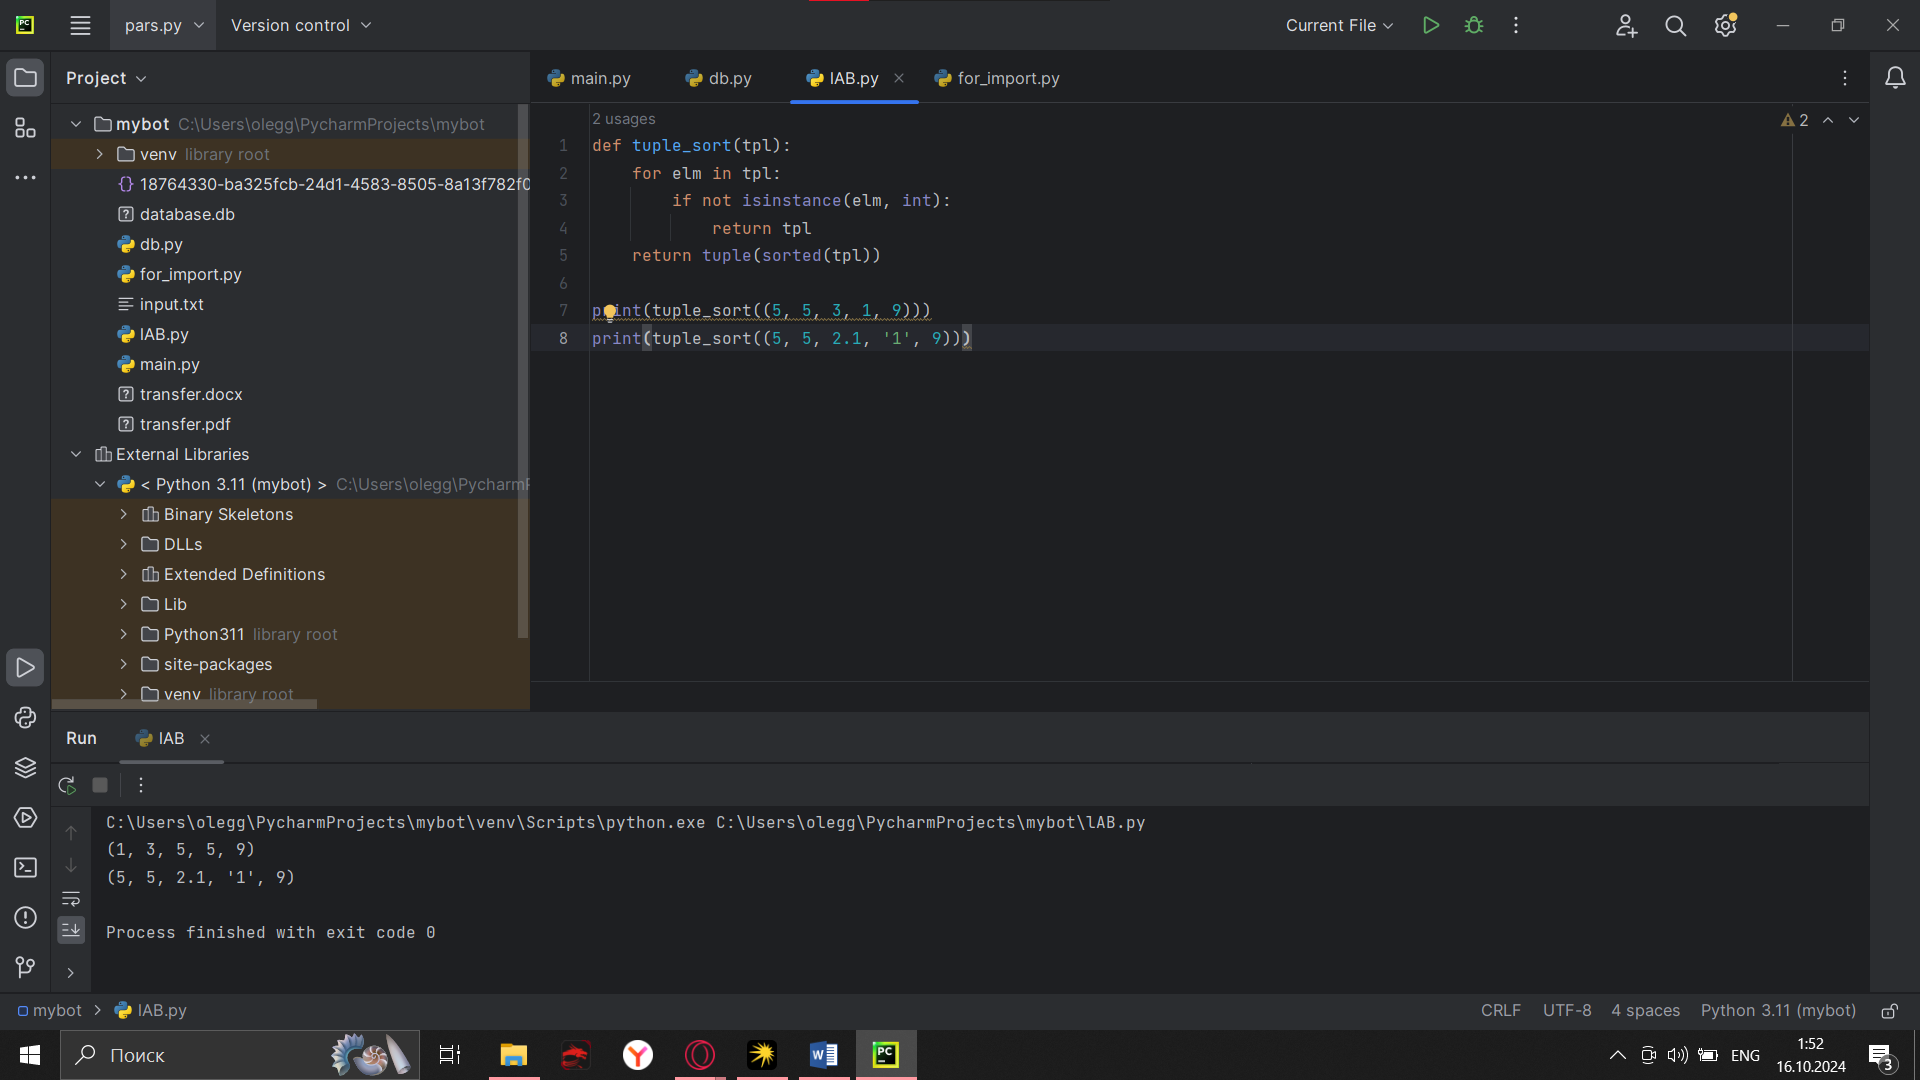 pars.py
Version control
Current File
Project
main.py
db.py
lAB.py
for_import.py
mybot C:\Users\olegg\PycharmProjects\mybot
venv library root
18764330-ba325fcb-24d1-4583-8505-8a13f782f0
database.db
db.py
for_import.py
input.txt
lAB.py
main.py
transfer.docx
transfer.pdf
External Libraries
< Python 3.11 (mybot) > C:\Users\olegg\PycharmP
Binary Skeletons
DLLs
Extended Definitions
Lib
Python311 library root
site-packages
venv library root
2 usages
2
1 def tuple_sort(tpl):
2 for elm in tpl:
3 if not isinstance(elm, int):
4 return tpl
5 return tuple(sorted(tpl))
6
7 print(tuple_sort((5, 5, 3, 1, 9)))
8 print(tuple_sort((5, 5, 2.1, '1', 9)))
Run
lAB
C:\Users\olegg\PycharmProjects\mybot\venv\Scripts\python.exe C:\Users\olegg\PycharmProjects\mybot\lAB.py
(1, 3, 5, 5, 9)
(5, 5, 2.1, '1', 9)
Process finished with exit code 0
mybot
lAB.py
CRLF
UTF-8
4 spaces
Python 3.11 (mybot)
Поиск
ENG
1:52
16.10.2024
3